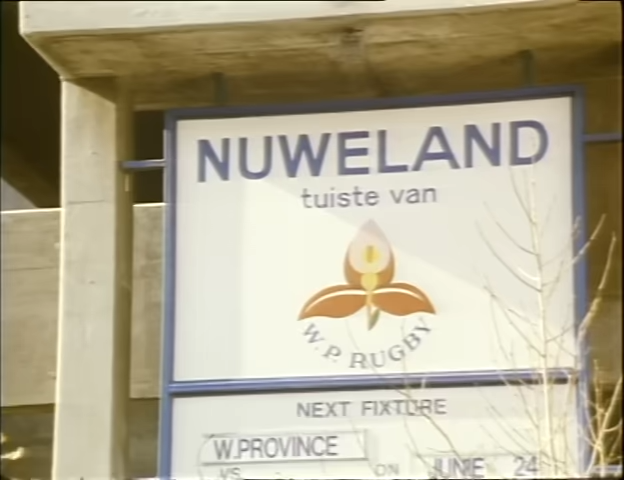 NUWELAND
tuiste van
W.P. RUGBY
NEXT FIXTURE
W.PROVINCE
VS ON JUNE 24